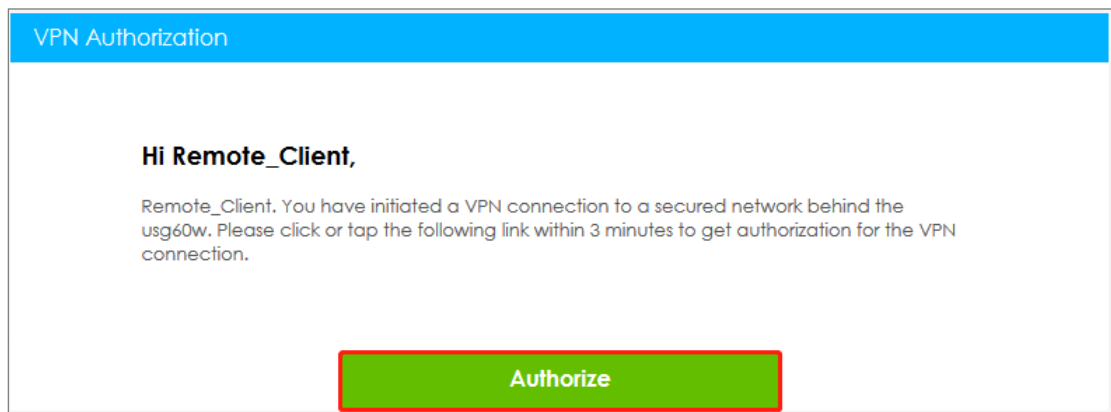 VPN Authorization
Hi Remote_Client,
Remote_Client. You have initiated a VPN connection to a secured network behind the
usg60w. Please click or tap the following link within 3 minutes to get authorization for the VPN
connection.
Authorize